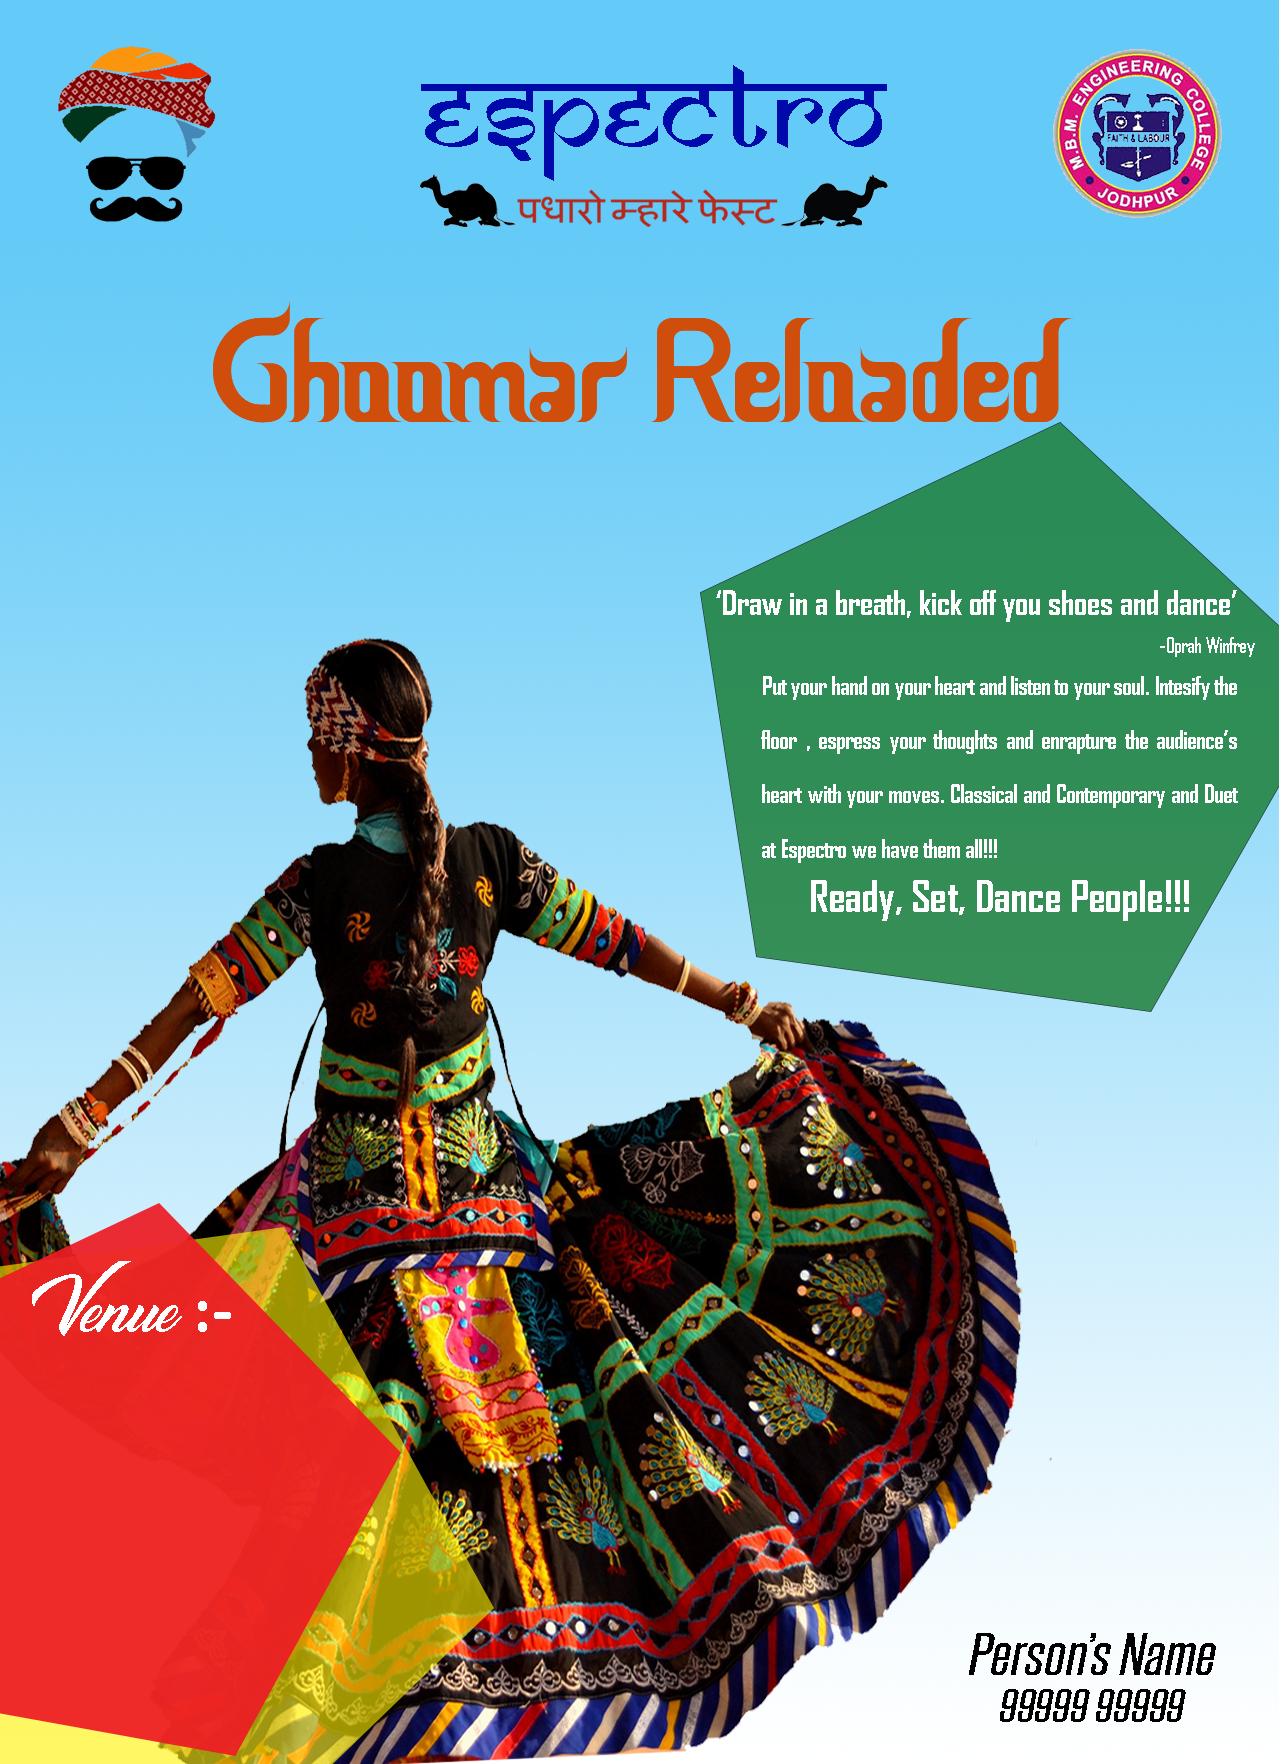 espectro
पधारो म्हारे फेस्ट
M.B.M. ENGINEERING COLLEGE
FAITH & LABOUR
JODHPUR
Ghoomar Reloaded
‘Draw in a breath, kick off you shoes and dance’
-Oprah Winfrey
Put your hand on your heart and listen to your soul. Intesify the
floor , espress your thoughts and enrapture the audience’s
heart with your moves. Classical and Contemporary and Duet
at Espectro we have them all!!!
Ready, Set, Dance People!!!
Venue :-
Person’s Name
99999 99999